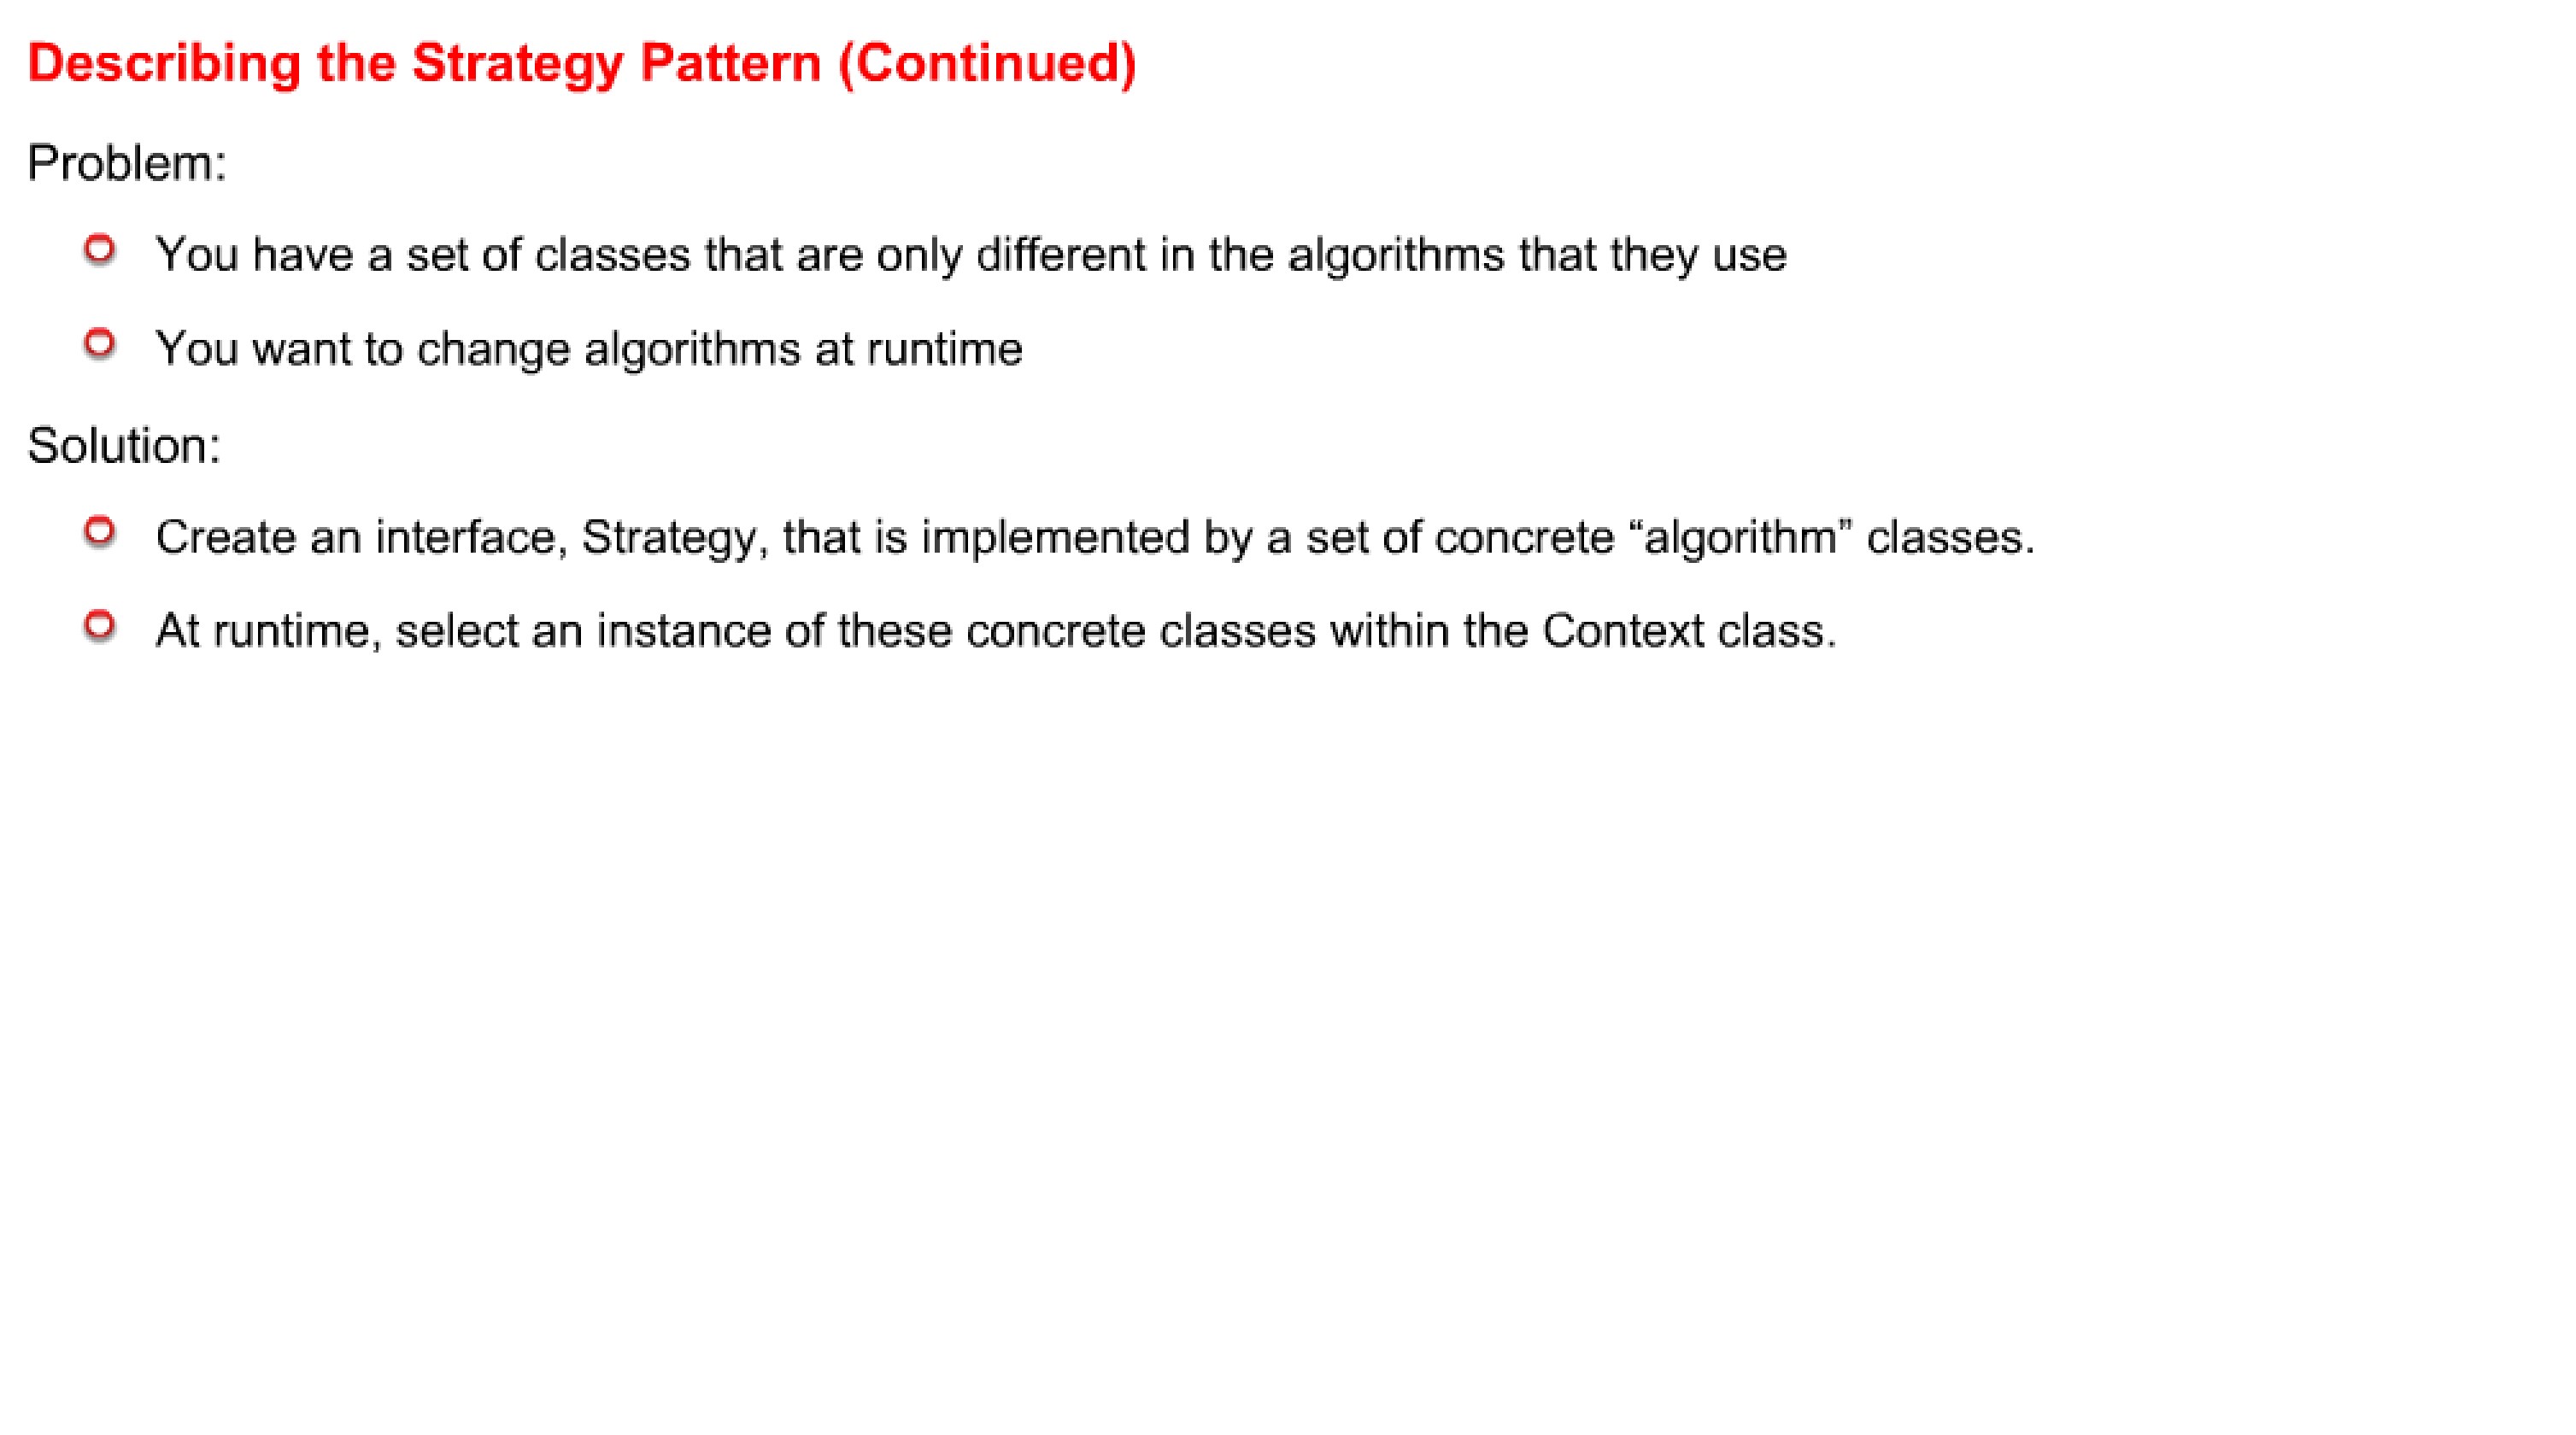 Describing the Strategy Pattern (Continued)
Problem:
You have a set of classes that are only different in the algorithms that they use
You want to change algorithms at runtime
Solution:
Create an interface, Strategy, that is implemented by a set of concrete “algorithm” classes.
At runtime, select an instance of these concrete classes within the Context class.